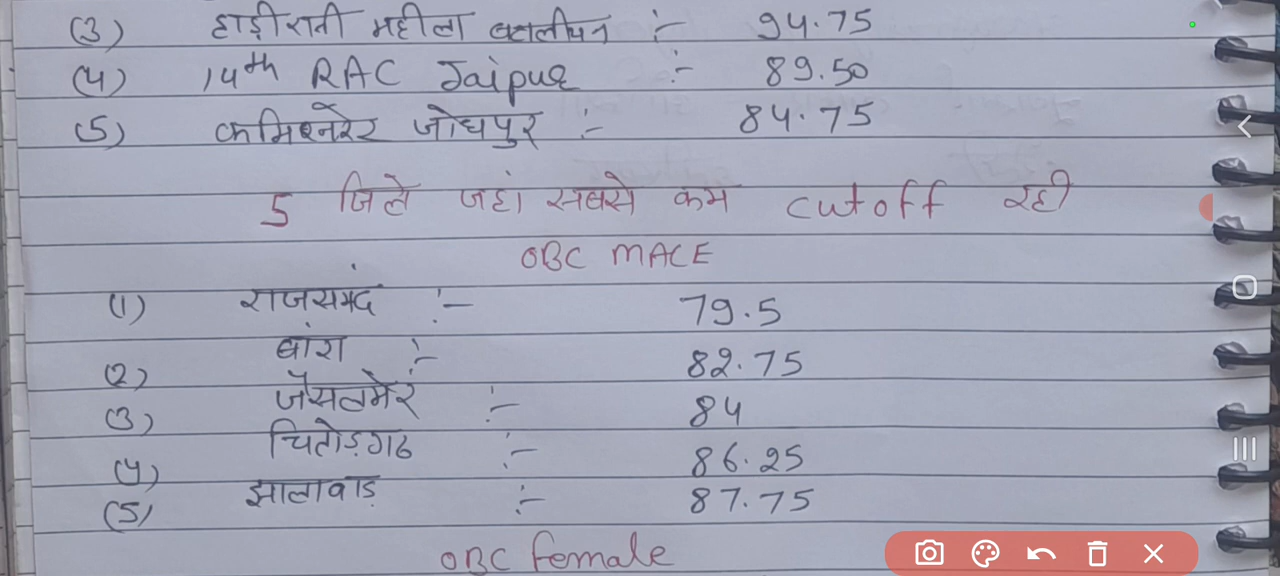 (3) हाड़ीरानी महीला बटालीयन :- 94.75
(4) 14th RAC Jaipur :- 89.50
(5) कमिश्नरेर जोधपुर :- 84.75
5 जिले जहां सबसे कम cutoff रही
OBC MALE
(1) राजसमंद :- 79.5
(2) बांरा :- 82.75
(3) जैसलमेर :- 84
(4) चितोड़गढ :- 86.25
(5) झालावाड़ :- 87.75
OBC female